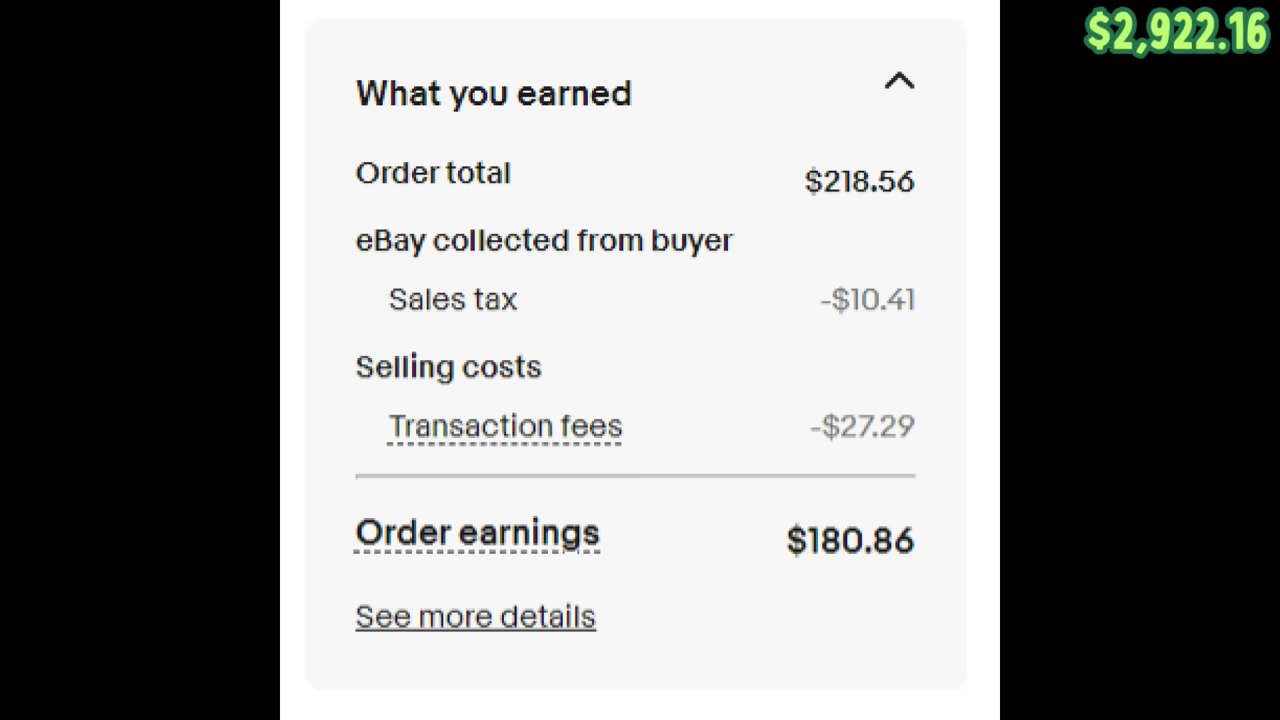 $2,922.16
What you earned
Order total $218.56
eBay collected from buyer
Sales tax -$10.41
Selling costs
Transaction fees -$27.29
Order earnings $180.86
See more details